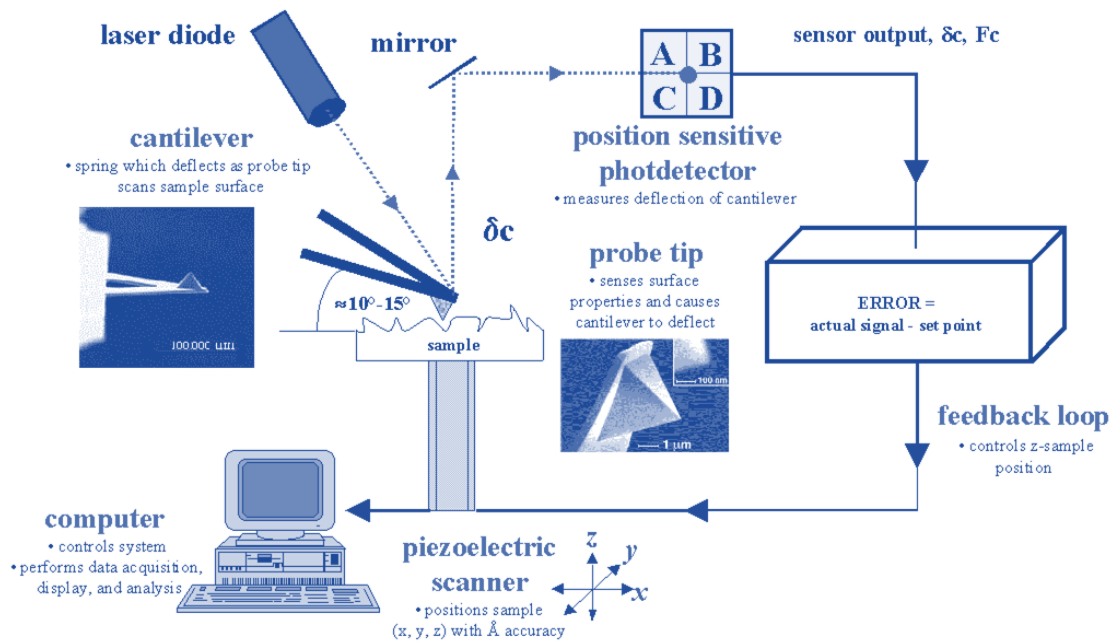 laser diode
mirror
A B
C D
sensor output, δc, Fc
cantilever
• spring which deflects as probe tip
scans sample surface
100.000 µm
position sensitive
photdetector
• measures deflection of cantilever
δc
≈10°-15°
sample
probe tip
• senses surface
properties and causes
cantilever to deflect
100 nm
1 µm
ERROR =
actual signal - set point
feedback loop
• controls z-sample
position
computer
• controls system
• performs data acquisition,
display, and analysis
piezoelectric
scanner
• positions sample
(x, y, z) with Å accuracy
z
y
x